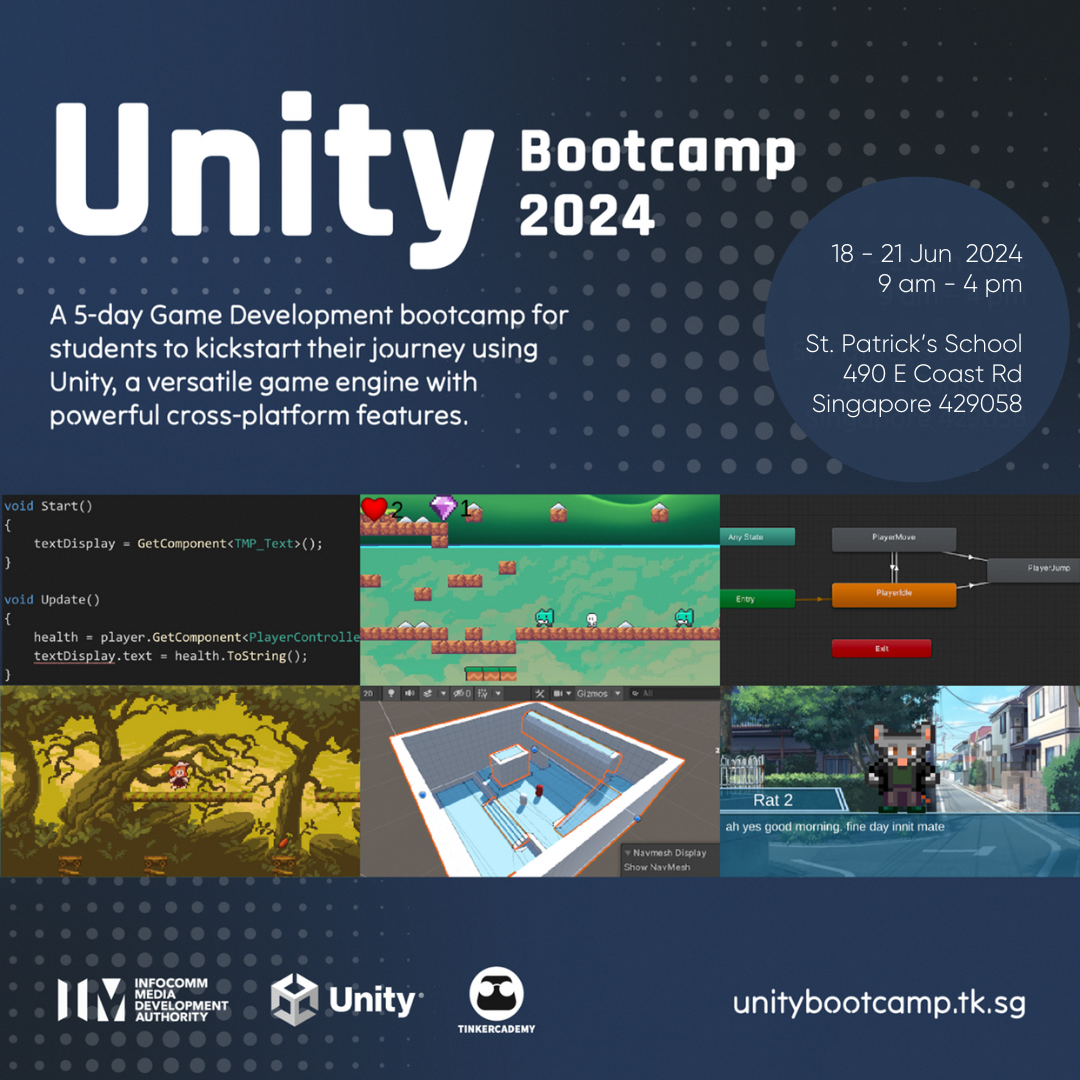 Unity
Bootcamp
2024
18 - 21 Jun 2024
9 am - 4 pm
St. Patrick's School
490 E Coast Rd
Singapore 429058
A 5-day Game Development bootcamp for
students to kickstart their journey using
Unity, a versatile game engine with
powerful cross-platform features.
void Start()
{
textDisplay = GetComponent<TMP_Text>();
}
void Update()
{
health = player.GetComponent<PlayerControlle
textDisplay.text = health.ToString();
}
2
1
Any State
PlayerMove
PlayerJump
Entry
PlayerIdle
Exit
20
0
Gizmos
All
Navmesh Display
Show NavMesh
Rat 2
ah yes good morning. fine day innit mate
INFOCOMM
MEDIA
DEVELOPMENT
AUTHORITY
Unity
TINKERCADEMY
unitybootcamp.tk.sg